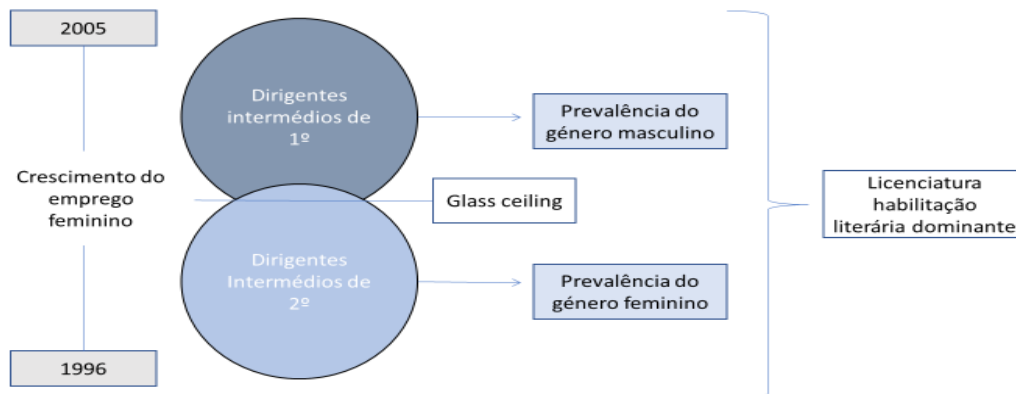 2005
Crescimento do
emprego
feminino
1996
Dirigentes
intermédios de
1º
Dirigentes
Intermédios de
2º
Prevalência do
género masculino
Glass ceiling
Prevalência do
género feminino
Licenciatura
habilitação
literária dominante